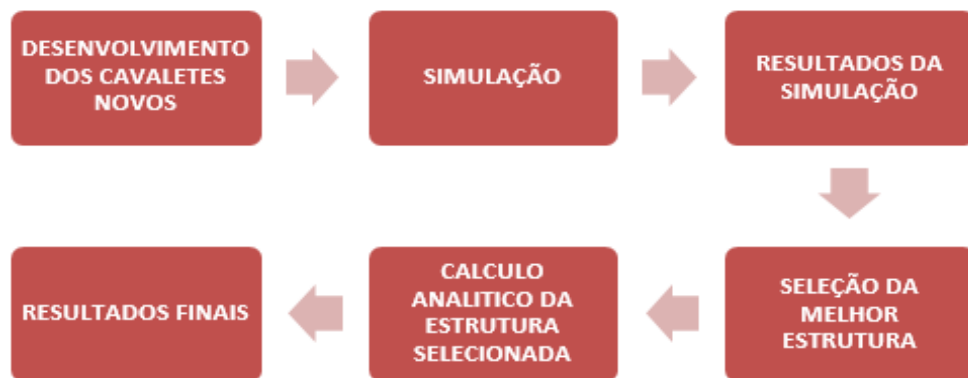 DESENVOLVIMENTO
DOS CAVALETES
NOVOS
SIMULAÇÃO
RESULTADOS DA
SIMULAÇÃO
SELEÇÃO DA
MELHOR
ESTRUTURA
CALCULO
ANALITICO DA
ESTRUTURA
SELECIONADA
RESULTADOS FINAIS